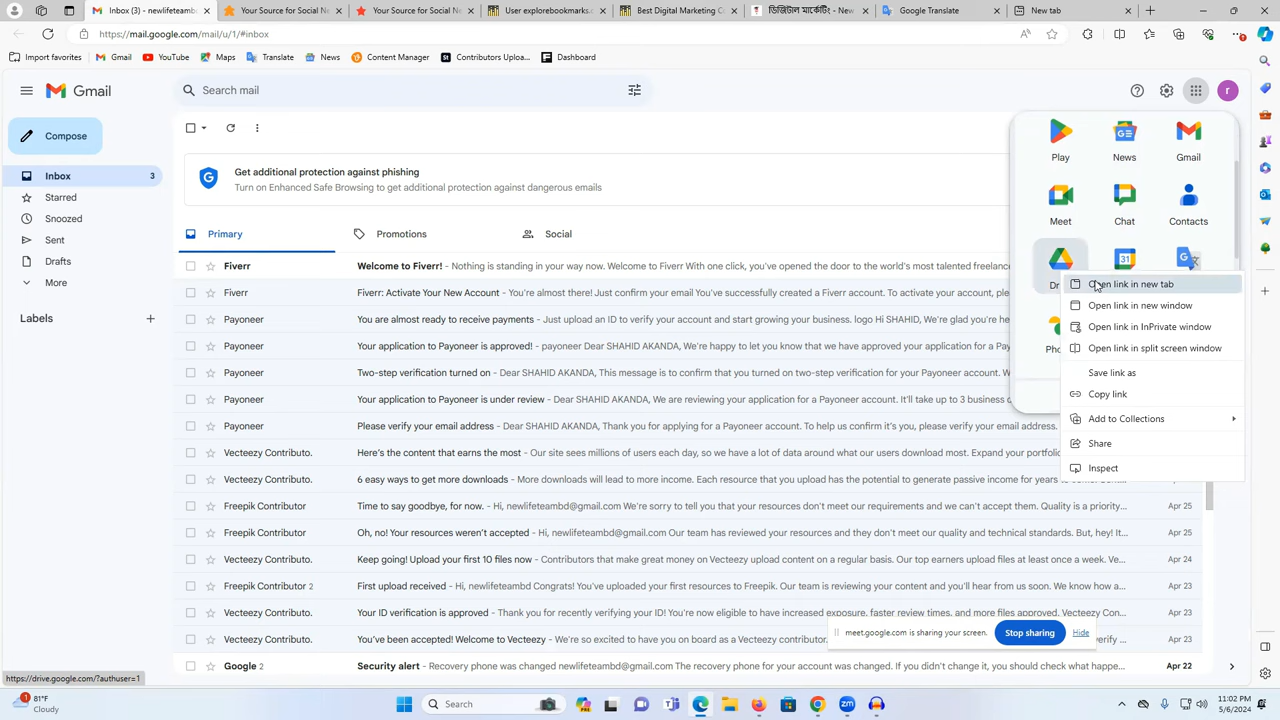 Inbox (3) - newlifeteamb
Your Source for Social Ne
Your Source for Social Ne
User explorebookmarks.c
Best Digital Marketing C
ডিজিটাল মার্কেটিং - New
Google Translate
New tab
https://mail.google.com/mail/u/1/#inbox
Import favorites
Gmail
YouTube
Maps
Translate
News
Content Manager
Contributors Uploa...
Dashboard
Gmail
Search mail
r
Compose
Inbox 3
Starred
Snoozed
Sent
Drafts
More
Labels
Get additional protection against phishing
Turn on Enhanced Safe Browsing to get additional protection against dangerous emails
Primary
Promotions
Social
Fiverr Welcome to Fiverr! - Nothing is standing in your way now. Welcome to Fiverr With one click, you've opened the door to the world's most talented freelance
Fiverr Fiverr: Activate Your New Account - You're almost there! Just confirm your email You've successfully created a Fiverr account. To activate your account, ple
Payoneer You are almost ready to receive payments - Just upload an ID to verify your account and start growing your business. logo Hi SHAHID, We're glad you're h
Payoneer Your application to Payoneer is approved! - payoneer Dear SHAHID AKANDA, We're happy to let you know that we have approved your application for a P
Payoneer Two-step verification turned on - Dear SHAHID AKANDA, This message is to confirm that you turned on two-step verification for your Payoneer account. I
Payoneer Your application to Payoneer is under review - Dear SHAHID AKANDA, We are reviewing your application for a Payoneer account. It'll take up to 3 business d
Payoneer Please verify your email address - Dear SHAHID AKANDA, Thank you for applying for a Payoneer account. To help us confirm it's you, please verify your email
Vecteezy Contributo. Here's the content that earns the most - Our site sees millions of users each day, so we have a lot of data around what our users download most. Expand your portfolio
Vecteezy Contributo. 6 easy ways to get more downloads - More downloads will lead to more income. Each resource that you upload has the potential to generate passive income for years
Freepik Contributor Time to say goodbye, for now. - Hi, newlifeteambd@gmail.com We're sorry to tell you that your resources don't meet our requirements and we can't accept them. Quality is a priority... Apr 25
Freepik Contributor Oh, no! Your resources weren't accepted - Hi, newlifeteambd@gmail.com Our team has reviewed your resources and they don't meet our quality and technical standards. But, hey! It... Apr 25
Vecteezy Contributo. Keep going! Upload your first 10 files now - Contributors that make great money on Vecteezy upload content on a regular basis. Our top earners upload files at least once a week. Ve... Apr 24
Freepik Contributor 2 First upload received - Hi, newlifeteambd@gmail.com Congrats! You've uploaded your first resources to Freepik. Our team is reviewing your content and you'll hear from us soon. We know how a... Apr 23
Vecteezy Contributo. Your ID verification is approved - Thank you for recently verifying your ID! You're now eligible to have increased exposure, faster review times, and more files approved. Vecteezy Con... Apr 23
Vecteezy Contributo. You've been accepted! Welcome to Vecteezy - We're so excited to have you on board as a Vecteezy contributor. Apr 23
Google 2 Security alert - Recovery phone was changed newlifeteambd@gmail.com The recovery phone for your account was changed. If you didn't change it, you should check what happe... Apr 22
Play
News
Gmail
Meet
Chat
Contacts
31
Dr
Pho
Open link in new tab
Open link in new window
Open link in InPrivate window
Open link in split screen window
Save link as
Copy link
Add to Collections
Share
Inspect
meet.google.com is sharing your screen.
Stop sharing
Hide
https://drive.google.com/?authuser=1
1
81°F
Cloudy
Search
zm
11:02 PM
5/6/2024